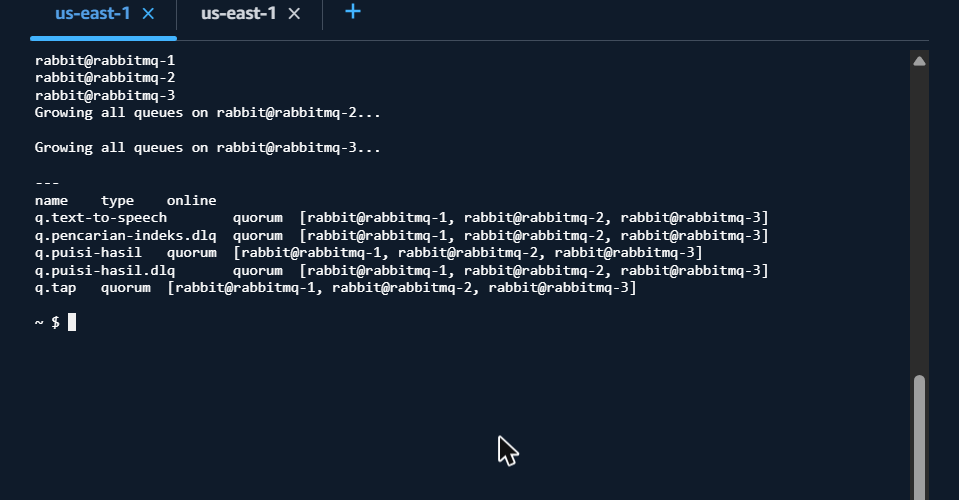 us-east-1 × us-east-1 × +
rabbit@rabbitmq-1
rabbit@rabbitmq-2
rabbit@rabbitmq-3
Growing all queues on rabbit@rabbitmq-2...
Growing all queues on rabbit@rabbitmq-3...
---
name type online
q.text-to-speech quorum [rabbit@rabbitmq-1, rabbit@rabbitmq-2, rabbit@rabbitmq-3]
q.pencarian-indeks.dlq quorum [rabbit@rabbitmq-1, rabbit@rabbitmq-2, rabbit@rabbitmq-3]
q.puisi-hasil quorum [rabbit@rabbitmq-1, rabbit@rabbitmq-2, rabbit@rabbitmq-3]
q.puisi-hasil.dlq quorum [rabbit@rabbitmq-1, rabbit@rabbitmq-2, rabbit@rabbitmq-3]
q.tap quorum [rabbit@rabbitmq-1, rabbit@rabbitmq-2, rabbit@rabbitmq-3]
~ $